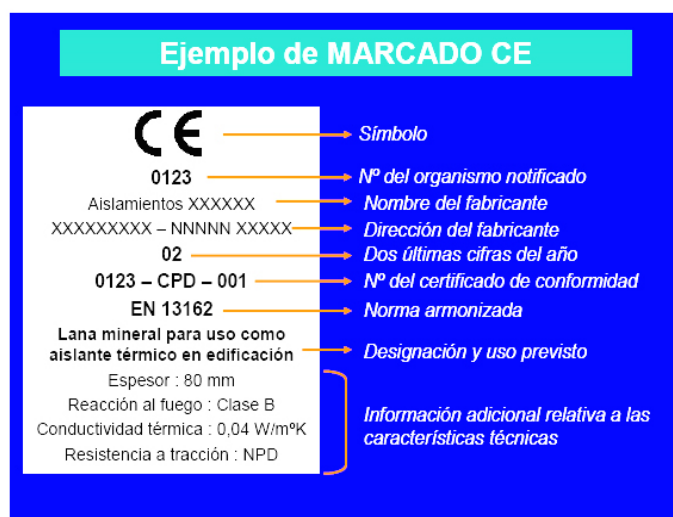 Ejemplo de MARCADO CE
CE Símbolo
0123 Nº del organismo notificado
Aislamientos XXXXXX Nombre del fabricante
XXXXXXXXX – NNNNN XXXXX Dirección del fabricante
02 Dos últimas cifras del año
0123 – CPD – 001 Nº del certificado de conformidad
EN 13162 Norma armonizada
Lana mineral para uso como
aislante térmico en edificación Designación y uso previsto
Espesor : 80 mm
Reacción al fuego : Clase B
Conductividad térmica : 0,04 W/mºK
Resistencia a tracción : NPD
Información adicional relativa a las
características técnicas